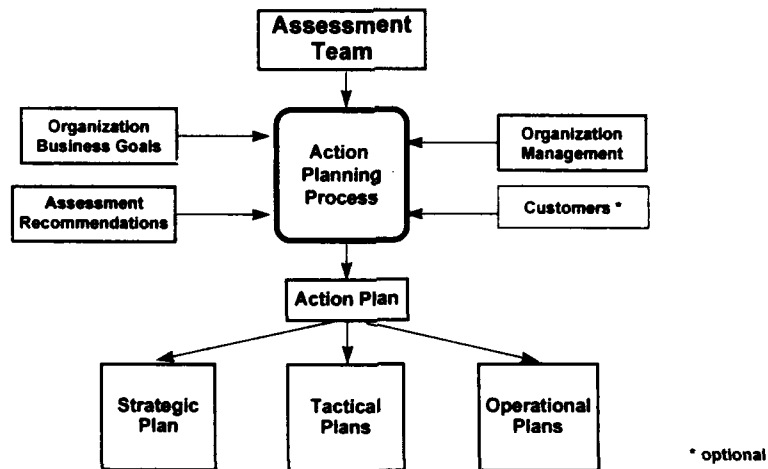 Assessment
Team
Organization
Business Goals
Action
Planning
Process
Organization
Management
Assessment
Recommendations
Customers *
Action Plan
Strategic
Plan
Tactical
Plans
Operational
Plans
* optional